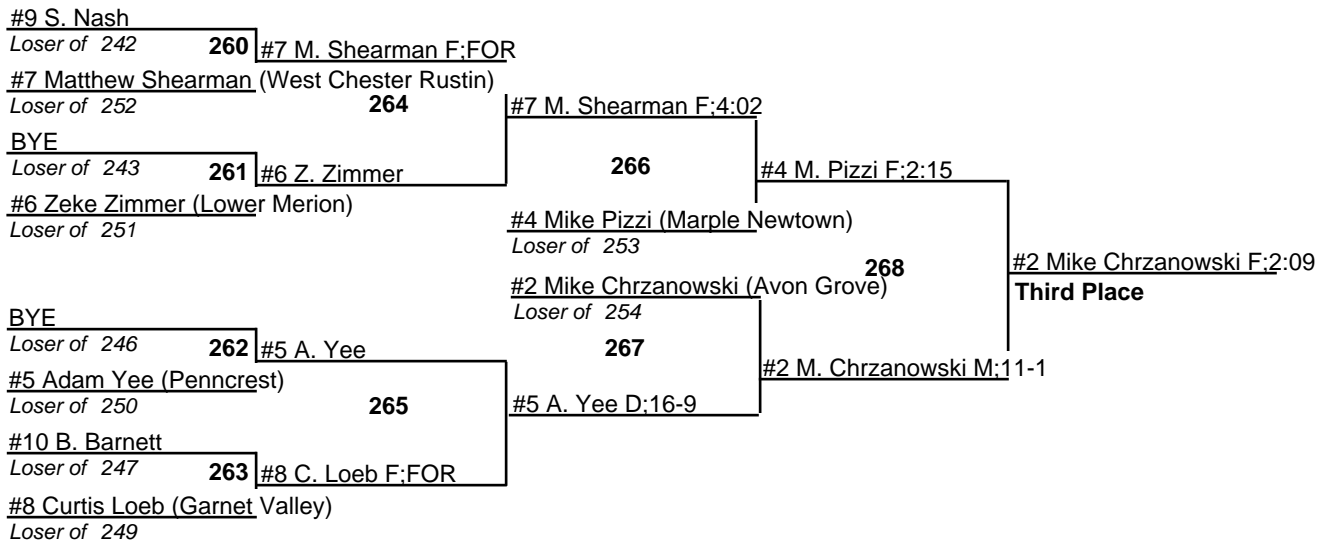 #9 S. Nash
Loser of 242
260
#7 M. Shearman F;FOR
#7 Matthew Shearman (West Chester Rustin)
Loser of 252
264
#7 M. Shearman F;4:02
BYE
Loser of 243
261
#6 Z. Zimmer
266
#4 M. Pizzi F;2:15
#6 Zeke Zimmer (Lower Merion)
Loser of 251
#4 Mike Pizzi (Marple Newtown)
Loser of 253
268
#2 Mike Chrzanowski F;2:09
Third Place
#2 Mike Chrzanowski (Avon Grove)
Loser of 254
BYE
Loser of 246
262
#5 A. Yee
267
#2 M. Chrzanowski M;11-1
#5 Adam Yee (Penncrest)
Loser of 250
265
#5 A. Yee D;16-9
#10 B. Barnett
Loser of 247
263
#8 C. Loeb F;FOR
#8 Curtis Loeb (Garnet Valley)
Loser of 249